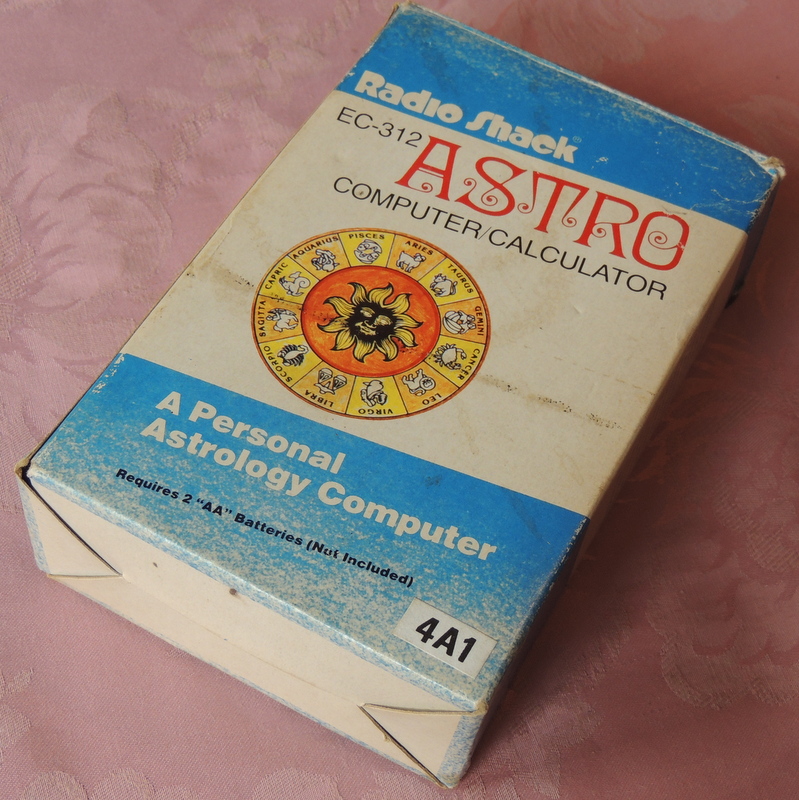 Radio Shack®
EC-312
ASTRO
COMPUTER/CALCULATOR
PISCES
ARIES
TAURUS
GEMINI
CANCER
LEO
VIRGO
LIBRA
SCORPIO
SAGITTA
CAPRIC
AQUARIUS
A Personal
Astrology Computer
Requires 2 "AA" Batteries (Not Included)
4A1